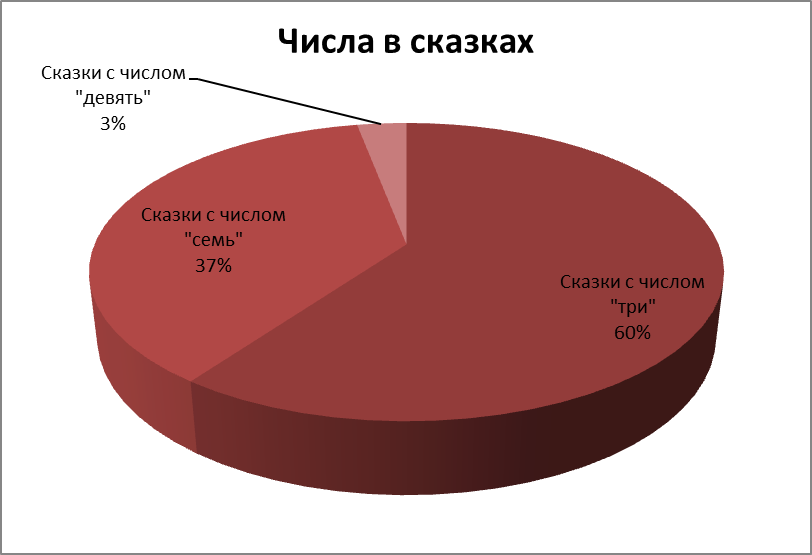 Числа в сказках
Сказки с числом
"девять"
3%
Сказки с числом
"семь"
37%
Сказки с числом
"три"
60%